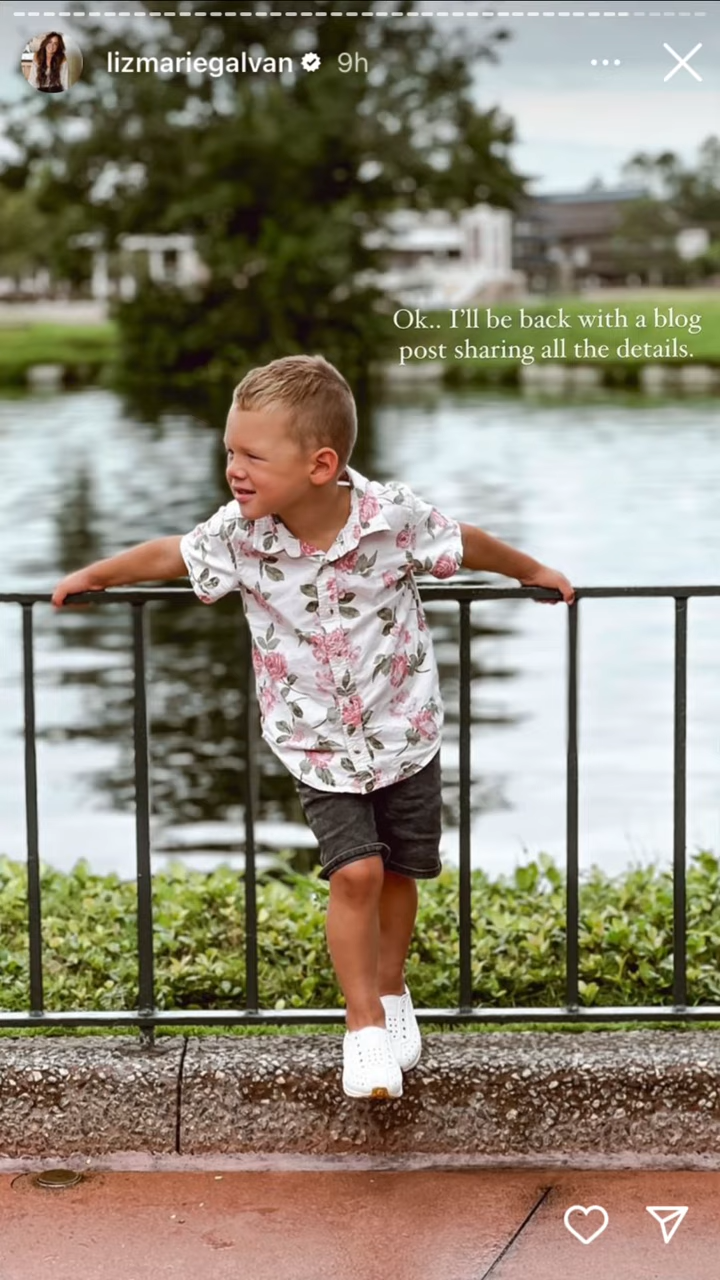 lizmariegalvan 9h
Ok.. I'll be back with a blog
post sharing all the details.